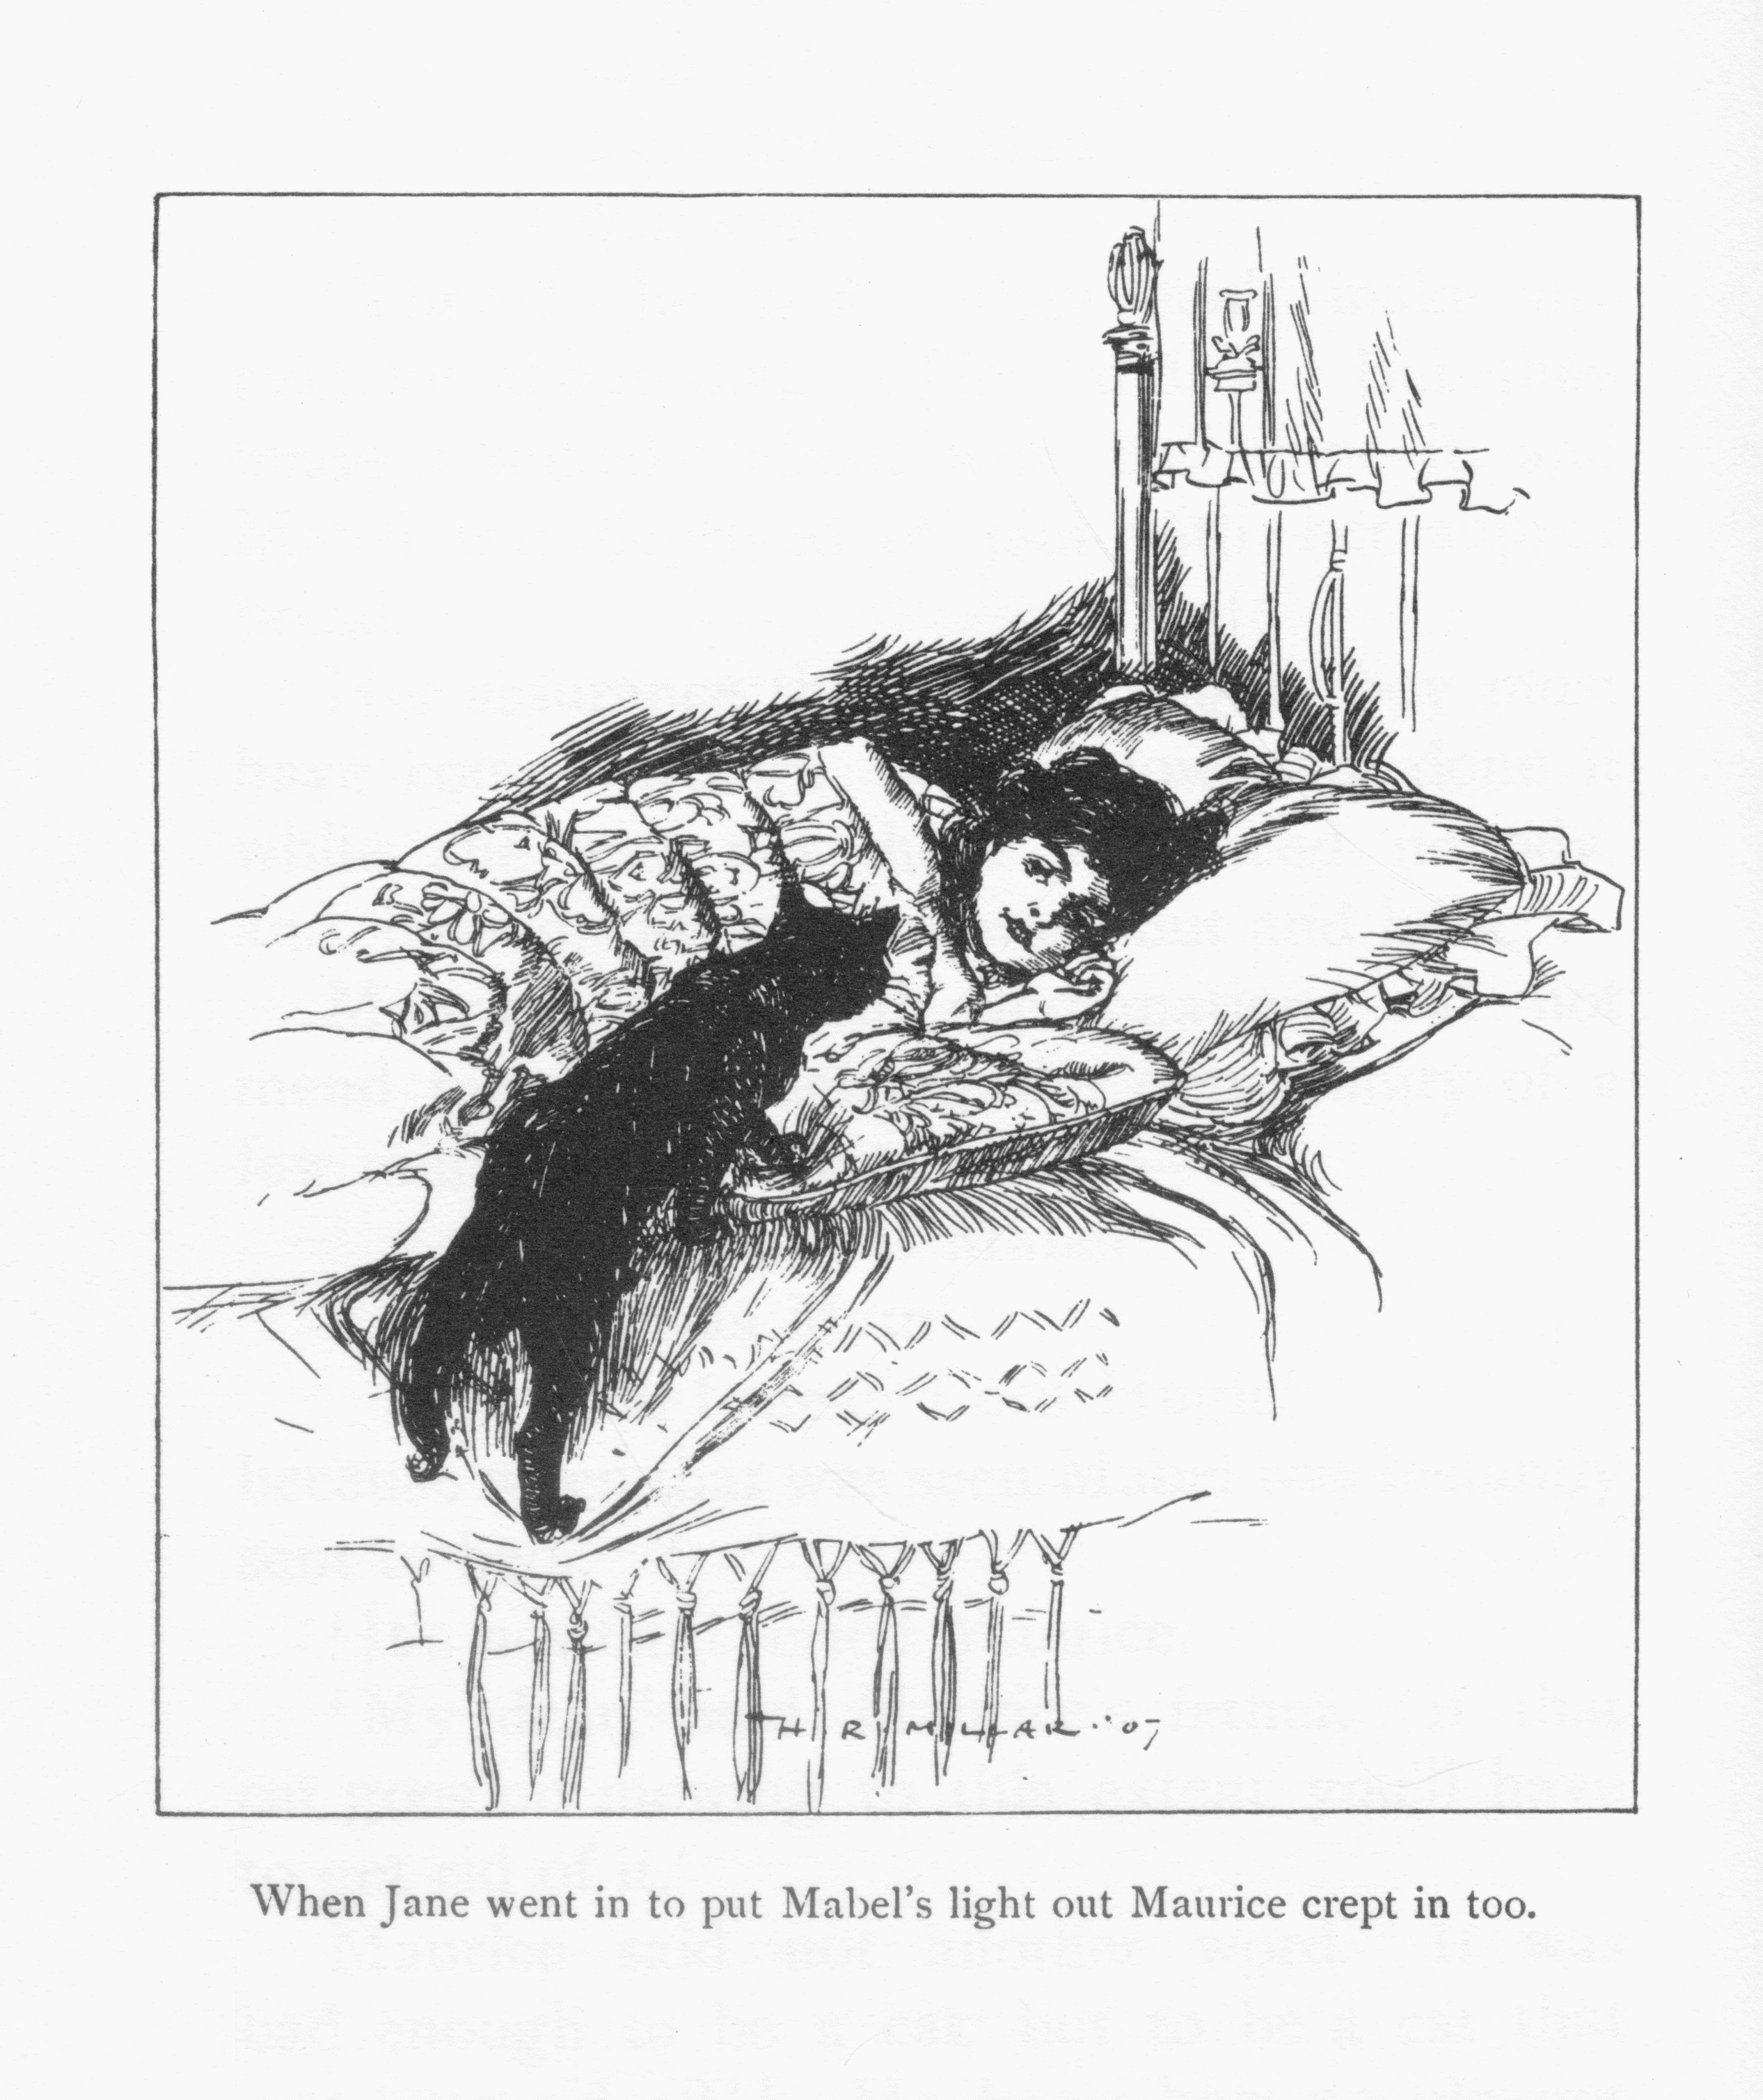 H. R. MILLAR. '07
When Jane went in to put Mabel's light out Maurice crept in too.